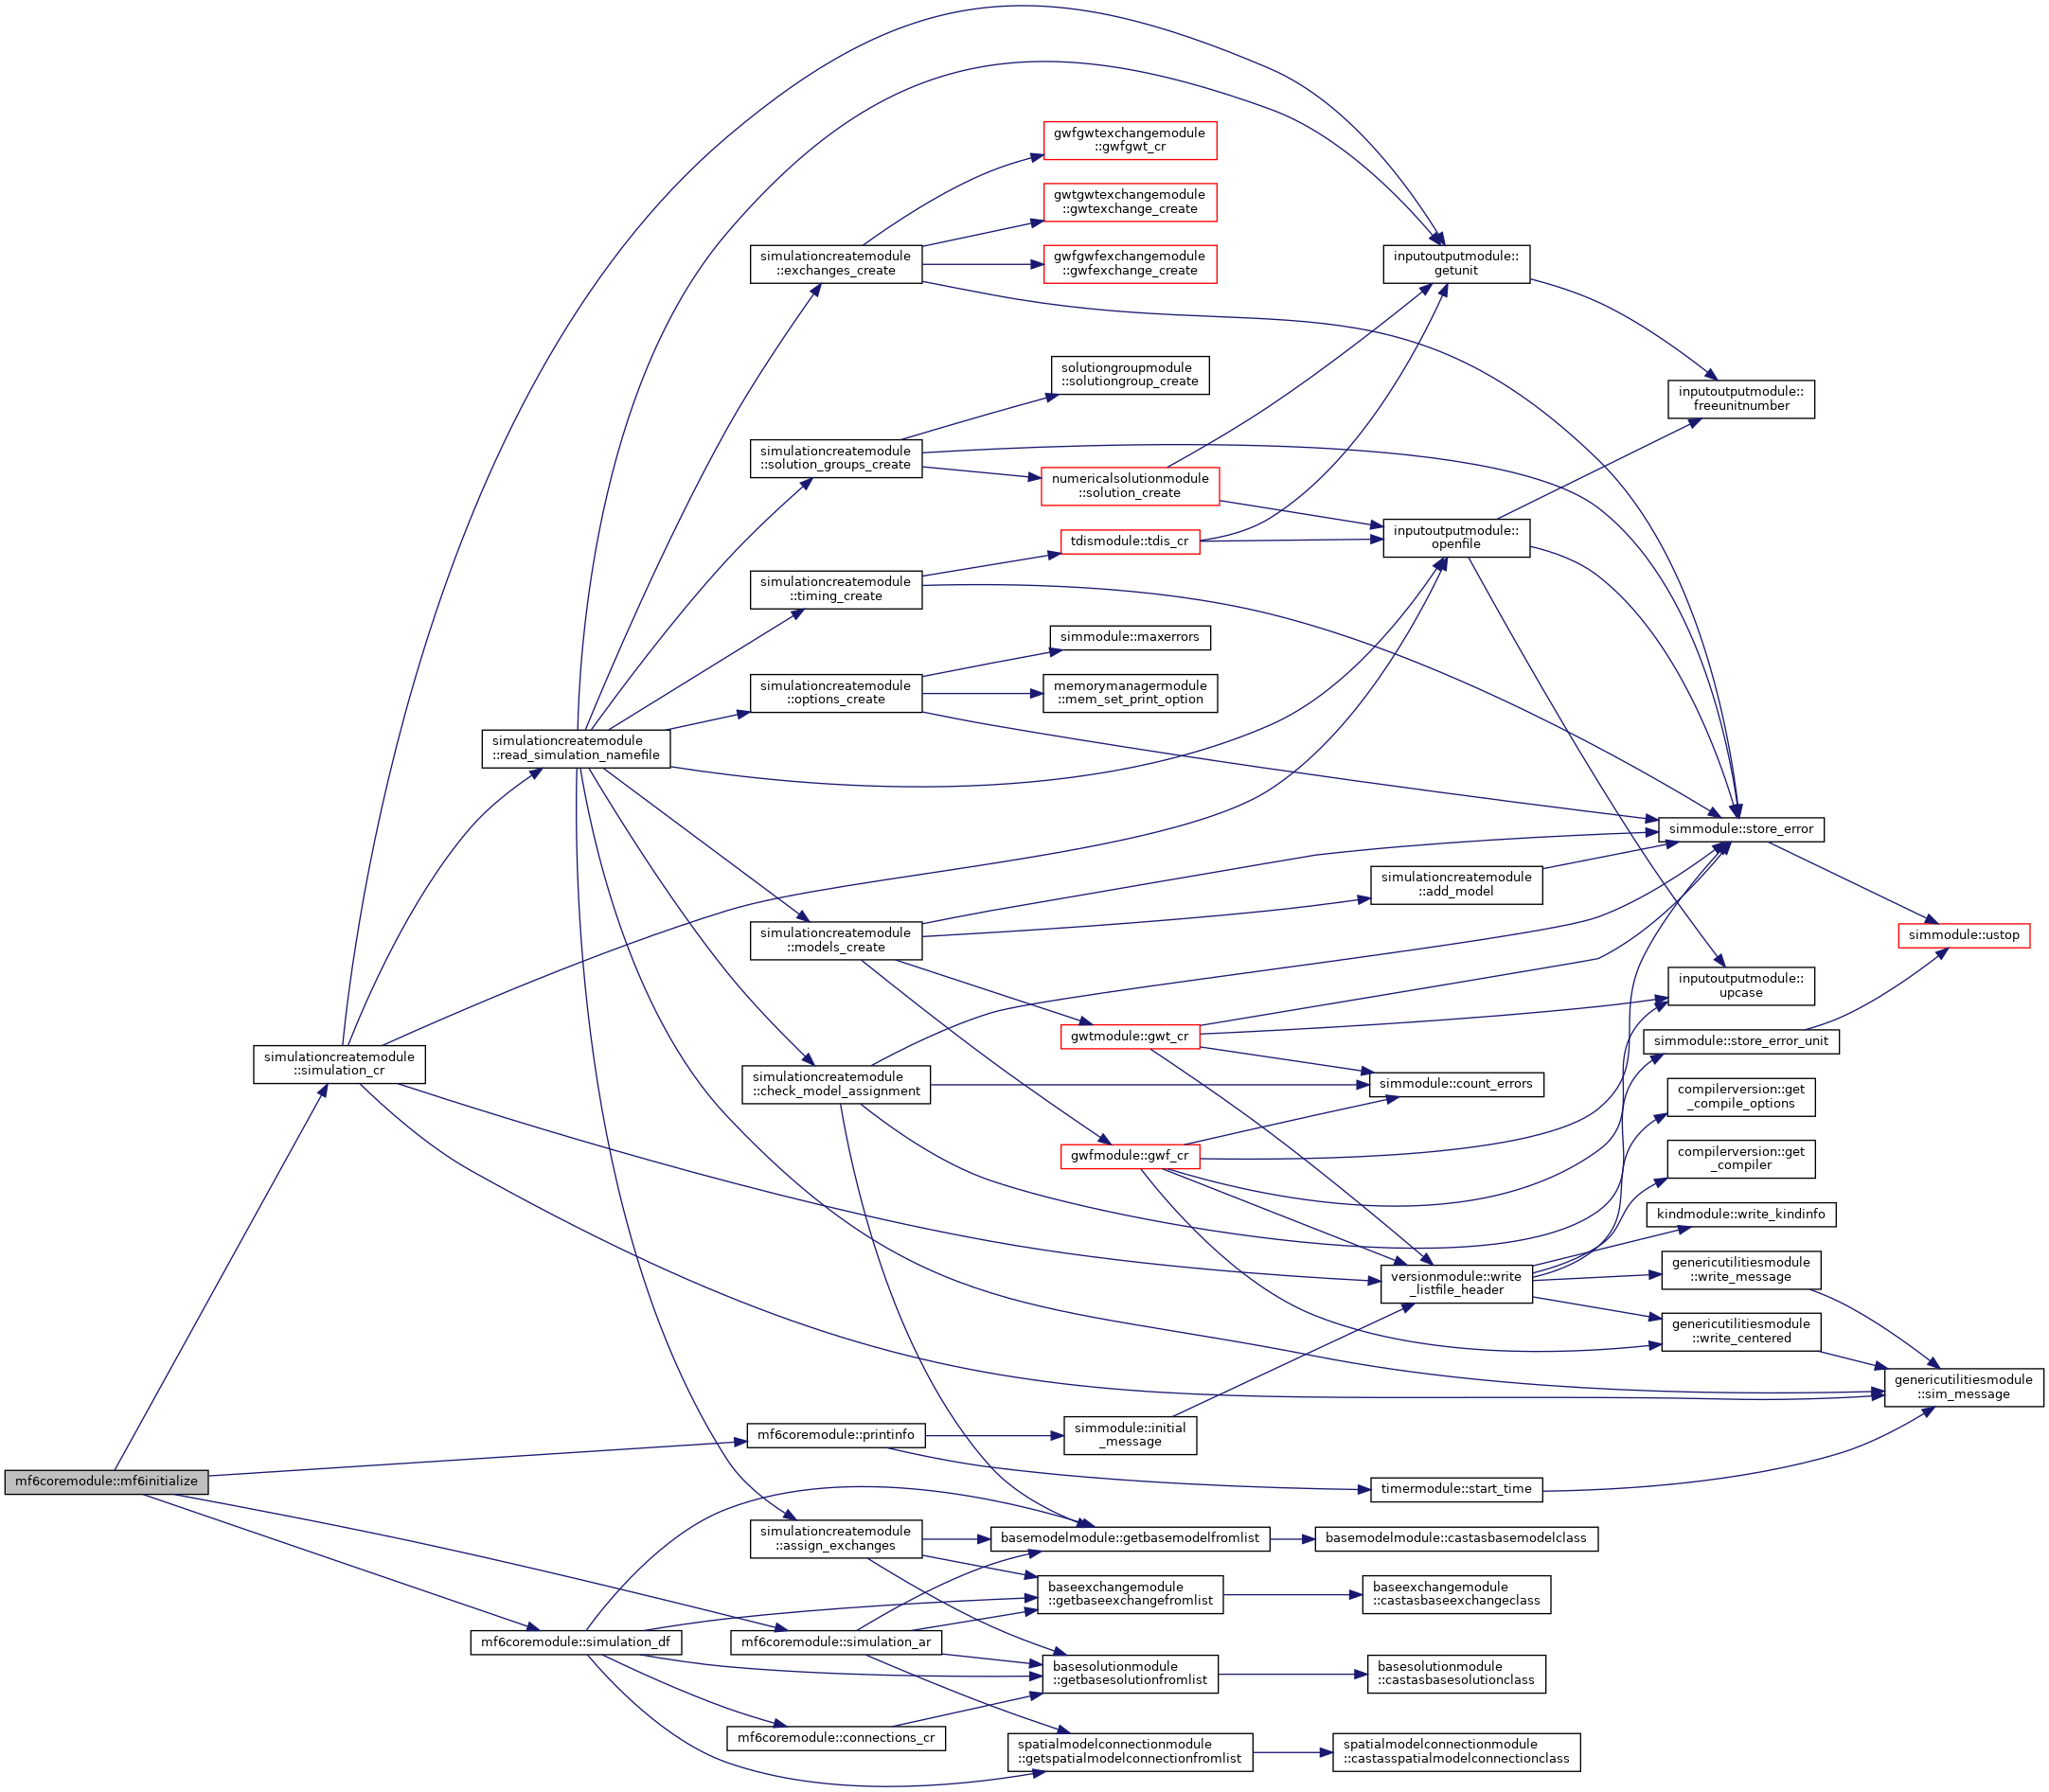 gwfgwtexchangemodule
::gwfgwt_cr
gwtgwtexchangemodule
::gwtexchange_create
simulationcreatemodule
::exchanges_create
gwfgwfexchangemodule
::gwfexchange_create
inputoutputmodule::
getunit
solutiongroupmodule
::solutiongroup_create
inputoutputmodule::
freeunitnumber
simulationcreatemodule
::solution_groups_create
numericalsolutionmodule
::solution_create
tdismodule::tdis_cr
inputoutputmodule::
openfile
simulationcreatemodule
::timing_create
simmodule::maxerrors
simulationcreatemodule
::options_create
memorymanagermodule
::mem_set_print_option
simulationcreatemodule
::read_simulation_namefile
simmodule::store_error
simulationcreatemodule
::add_model
simulationcreatemodule
::models_create
simmodule::ustop
inputoutputmodule::
upcase
gwtmodule::gwt_cr
simmodule::store_error_unit
simulationcreatemodule
::simulation_cr
simulationcreatemodule
::check_model_assignment
simmodule::count_errors
compilerversion::get
_compile_options
gwfmodule::gwf_cr
compilerversion::get
_compiler
kindmodule::write_kindinfo
versionmodule::write
_listfile_header
genericutilitiesmodule
::write_message
genericutilitiesmodule
::write_centered
genericutilitiesmodule
::sim_message
mf6coremodule::printinfo
simmodule::initial
_message
mf6coremodule::mf6initialize
timermodule::start_time
simulationcreatemodule
::assign_exchanges
basemodelmodule::getbasemodelfromlist
basemodelmodule::castasbasemodelclass
baseexchangemodule
::getbaseexchangefromlist
baseexchangemodule
::castasbaseexchangeclass
mf6coremodule::simulation_df
mf6coremodule::simulation_ar
basesolutionmodule
::getbasesolutionfromlist
basesolutionmodule
::castasbasesolutionclass
mf6coremodule::connections_cr
spatialmodelconnectionmodule
::getspatialmodelconnectionfromlist
spatialmodelconnectionmodule
::castasspatialmodelconnectionclass